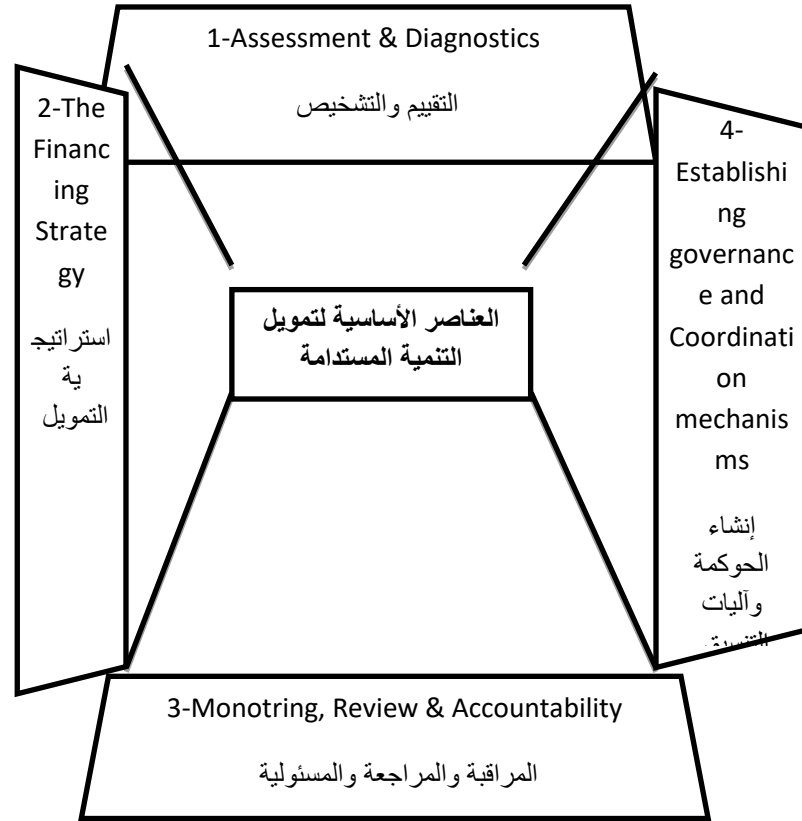 1-Assessment & Diagnostics
التقييم والتشخيص
2-The
Financ
ing
Strate
gy
استراتيج
ية
التمويل
العناصر الأساسية لتمويل
التنمية المستدامة
4-
Establishi
ng
governanc
e and
Coordinati
on
mechanis
ms
إنشاء
الحوكمة
وآليات
3-Monotring, Review & Accountability
المراقبة والمراجعة والمسئولية